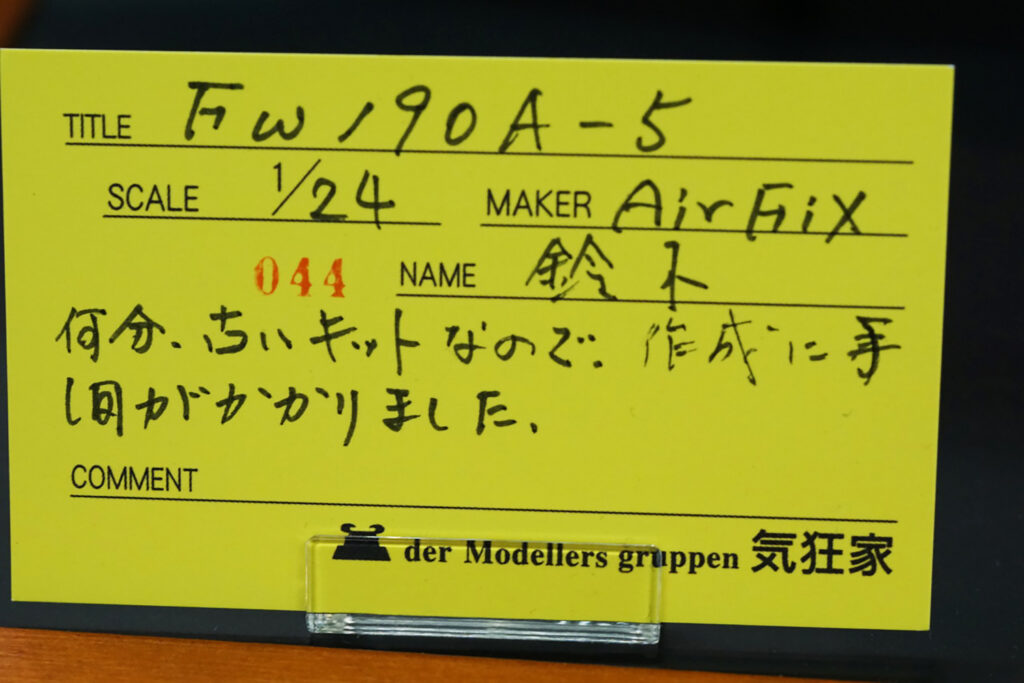 TITLE FW190A-5
SCALE 1/24 MAKER AirFiX
044 NAME 鈴木
何分、古いキットなので、作成に手
間がかかりました、
COMMENT
der Modellers gruppen 気狂家